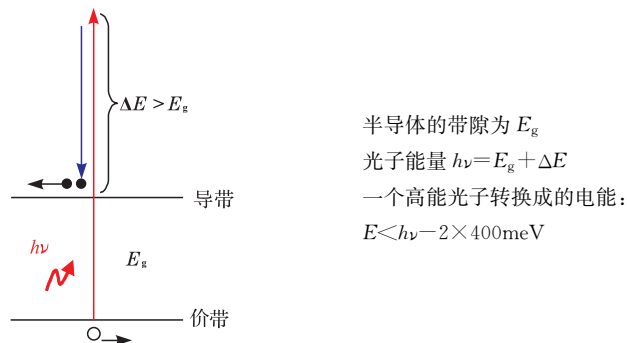 ΔE > Eg
导带
hν
Eg
价带
半导体的带隙为 Eg
光子能量 hν=Eg+ΔE
一个高能光子转换成的电能：
E<hν−2×400meV